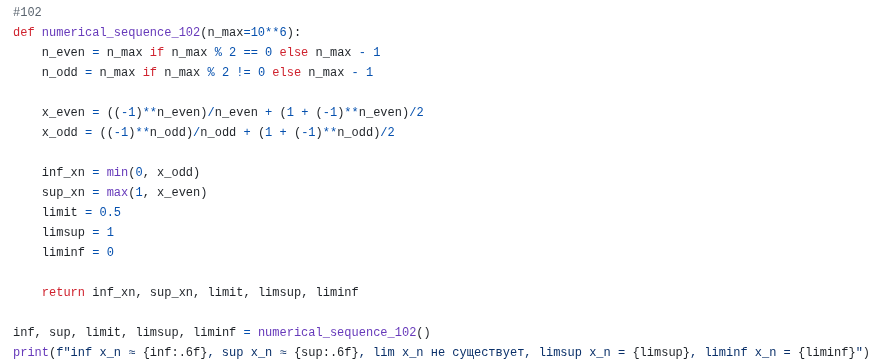 #102
def numerical_sequence_102(n_max=10**6):
    n_even = n_max if n_max % 2 == 0 else n_max - 1
    n_odd = n_max if n_max % 2 != 0 else n_max - 1

    x_even = ((-1)**n_even)/n_even + (1 + (-1)**n_even)/2
    x_odd = ((-1)**n_odd)/n_odd + (1 + (-1)**n_odd)/2

    inf_xn = min(0, x_odd)
    sup_xn = max(1, x_even)
    limit = 0.5
    limsup = 1
    liminf = 0

    return inf_xn, sup_xn, limit, limsup, liminf

inf, sup, limit, limsup, liminf = numerical_sequence_102()
print(f"inf x_n ≈ {inf:.6f}, sup x_n ≈ {sup:.6f}, lim x_n не существует, limsup x_n = {limsup}, liminf x_n = {liminf}")